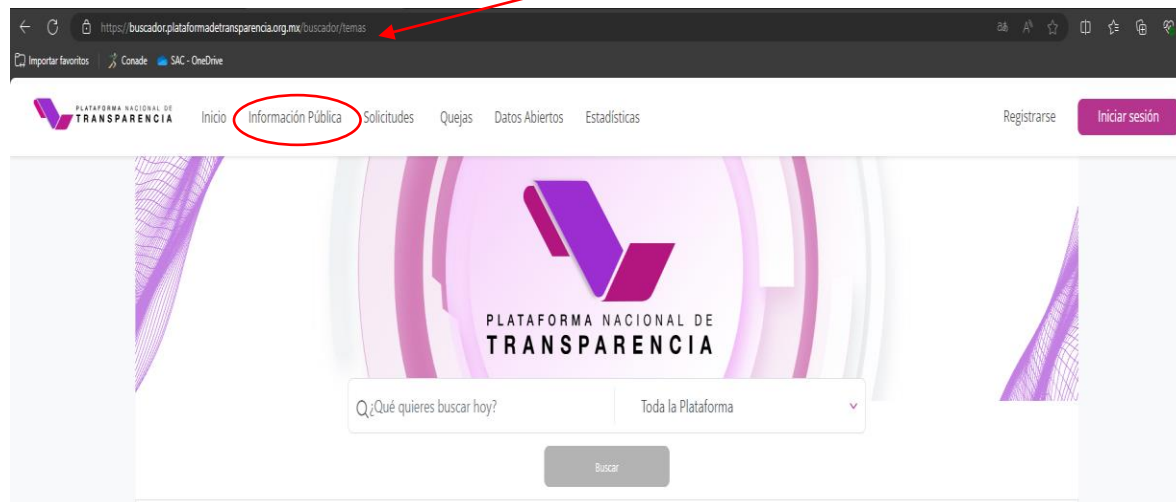 https://buscador.plataformadetransparencia.org.mx/buscador/temas
Importar favoritos Conade SAC - OneDrive
PLATAFORMA NACIONAL DE
TRANSPARENCIA
Inicio Información Pública Solicitudes Quejas Datos Abiertos Estadísticas Registrarse Iniciar sesión
PLATAFORMA NACIONAL DE
TRANSPARENCIA
¿Qué quieres buscar hoy? Toda la Plataforma
Buscar